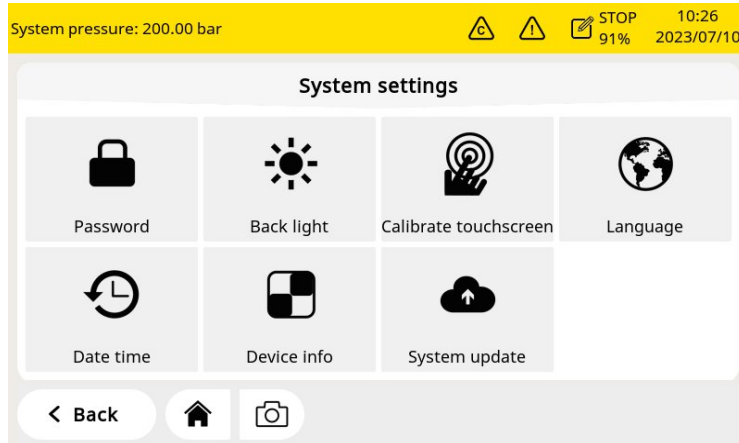 System pressure: 200.00 bar
C
!
STOP
91%
10:26
2023/07/10
System settings
Password
Back light
Calibrate touchscreen
Language
Date time
Device info
System update
< Back